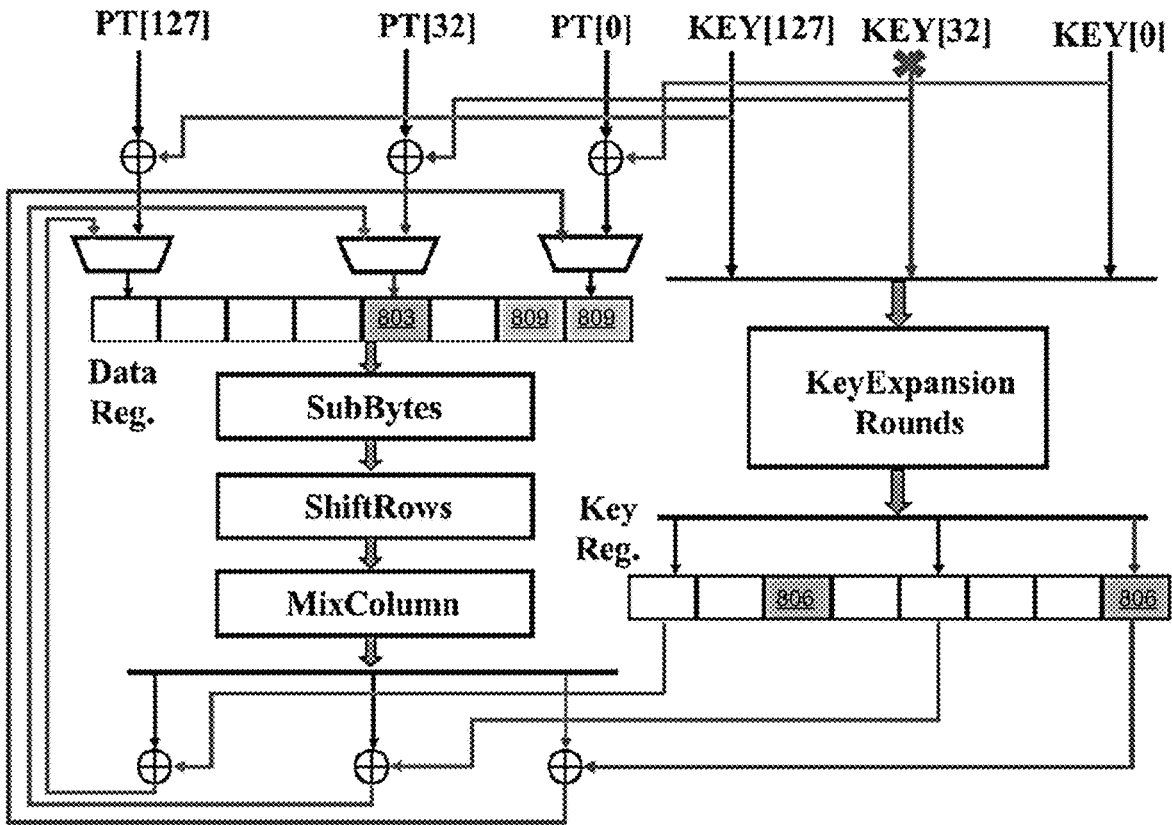 PT[127] PT[32] PT[0] KEY[127] KEY[32] KEY[0]
803 809 809
Data
Reg.
SubBytes
KeyExpansion
Rounds
ShiftRows
Key
Reg.
MixColumn
806 806